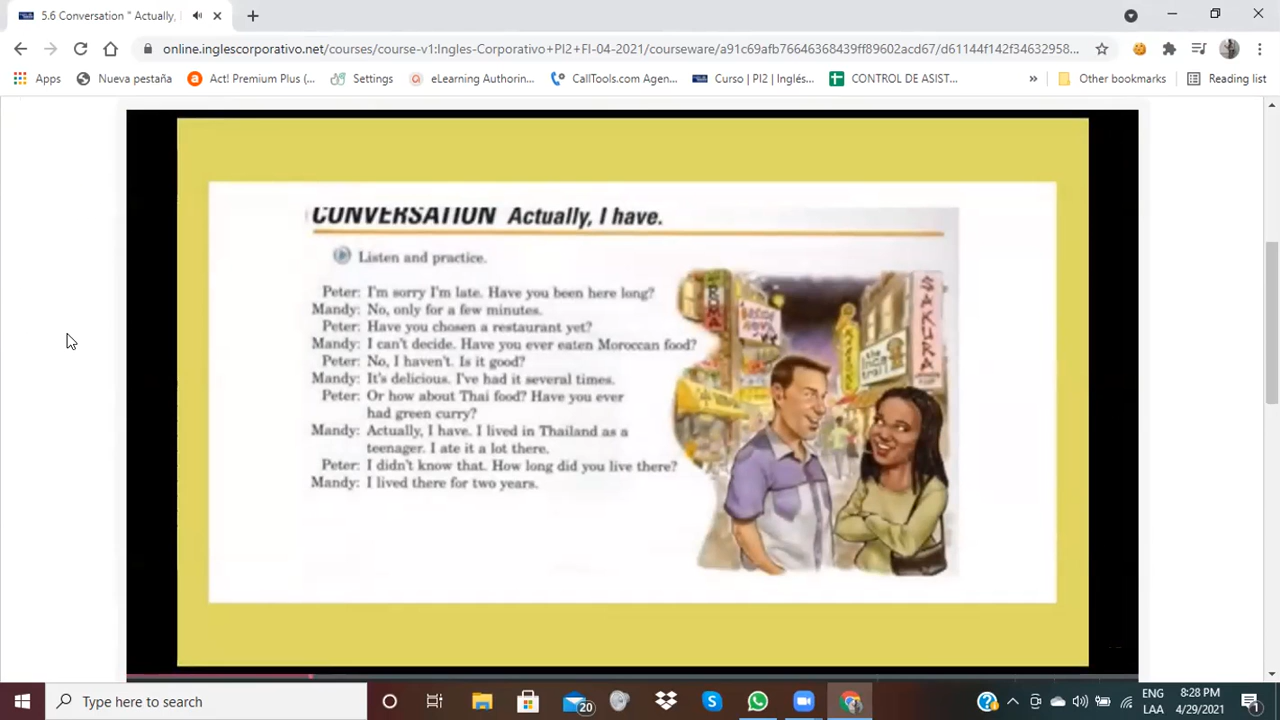 5.6 Conversation " Actually,
online.inglescorporativo.net/courses/course-v1:Ingles-Corporativo+PI2+FI-04-2021/courseware/a91c69afb76646368439ff89602acd67/d61144f142f34632958...
Apps Nueva pestaña Act! Premium Plus (... Settings eLearning Authorin... CallTools.com Agen... Curso | PI2 | Inglés... CONTROL DE ASIST... » Other bookmarks Reading list
CONVERSATION Actually, I have.
Listen and practice.
Peter: I'm sorry I'm late. Have you been here long?
Mandy: No, only for a few minutes.
Peter: Have you chosen a restaurant yet?
Mandy: I can't decide. Have you ever eaten Moroccan food?
Peter: No, I haven't. Is it good?
Mandy: It's delicious. I've had it several times.
Peter: Or how about Thai food? Have you ever
had green curry?
Mandy: Actually, I have. I lived in Thailand as a
teenager. I ate it a lot there.
Peter: I didn't know that. How long did you live there?
Mandy: I lived there for two years.
ROMA
SAKURA
the
inca
trail
Type here to search
20
ENG
LAA
8:28 PM
4/29/2021
1